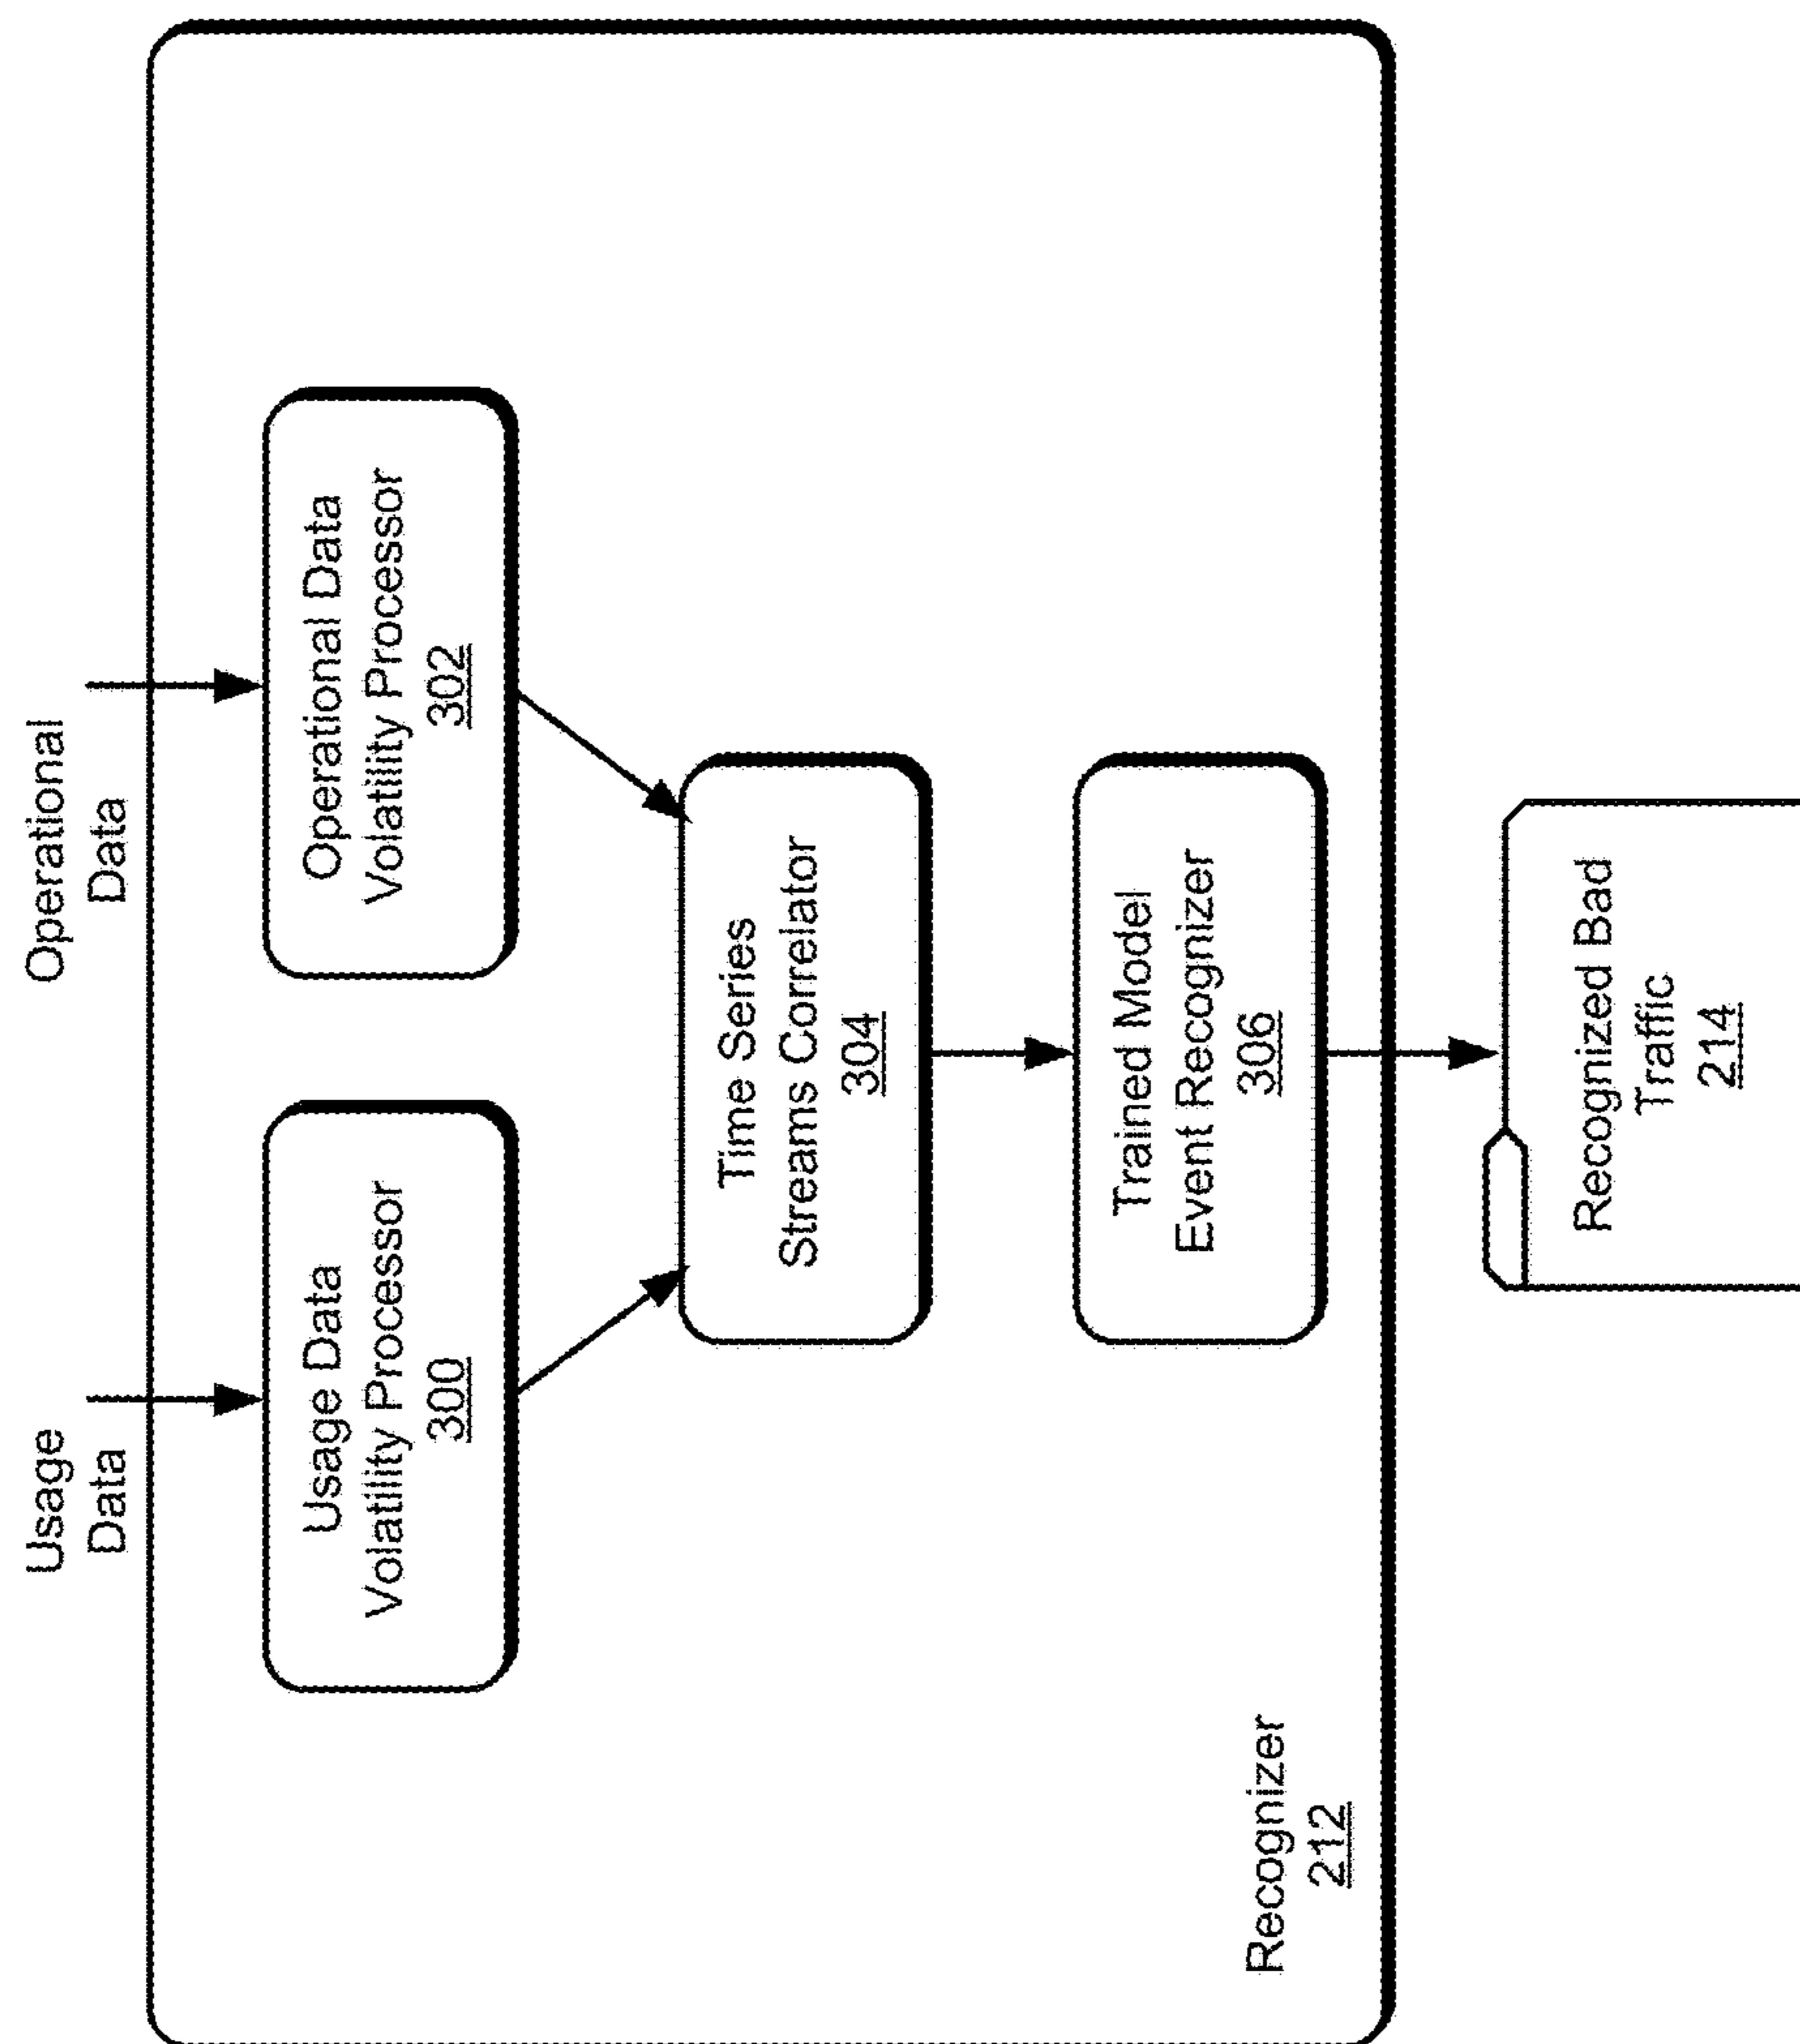 Usage
Data
Operational
Data
Usage Data
Volatility Processor
300
Operational Data
Volatility Processor
302
Time Series
Streams Correlator
304
Trained Model
Event Recognizer
306
Recognizer
212
Recognized Bad
Traffic
214